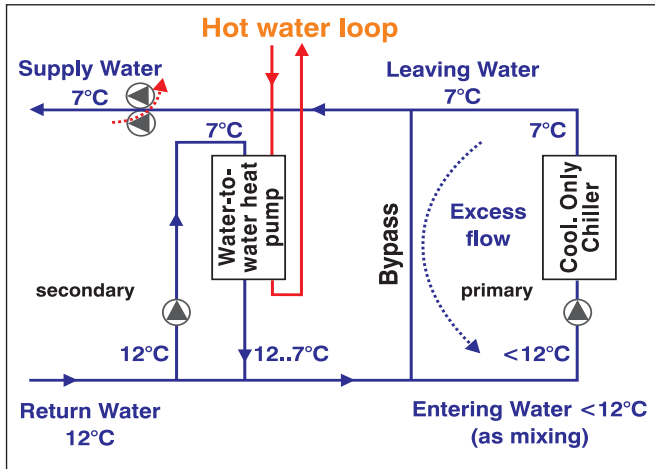 Hot water loop
Supply Water
7°C
Leaving Water
7°C
7°C
7°C
Water-to-
water heat
pump
Bypass
Excess
flow
Cool. Only
Chiller
secondary
primary
12°C
12..7°C
<12°C
Return Water
12°C
Entering Water <12°C
(as mixing)